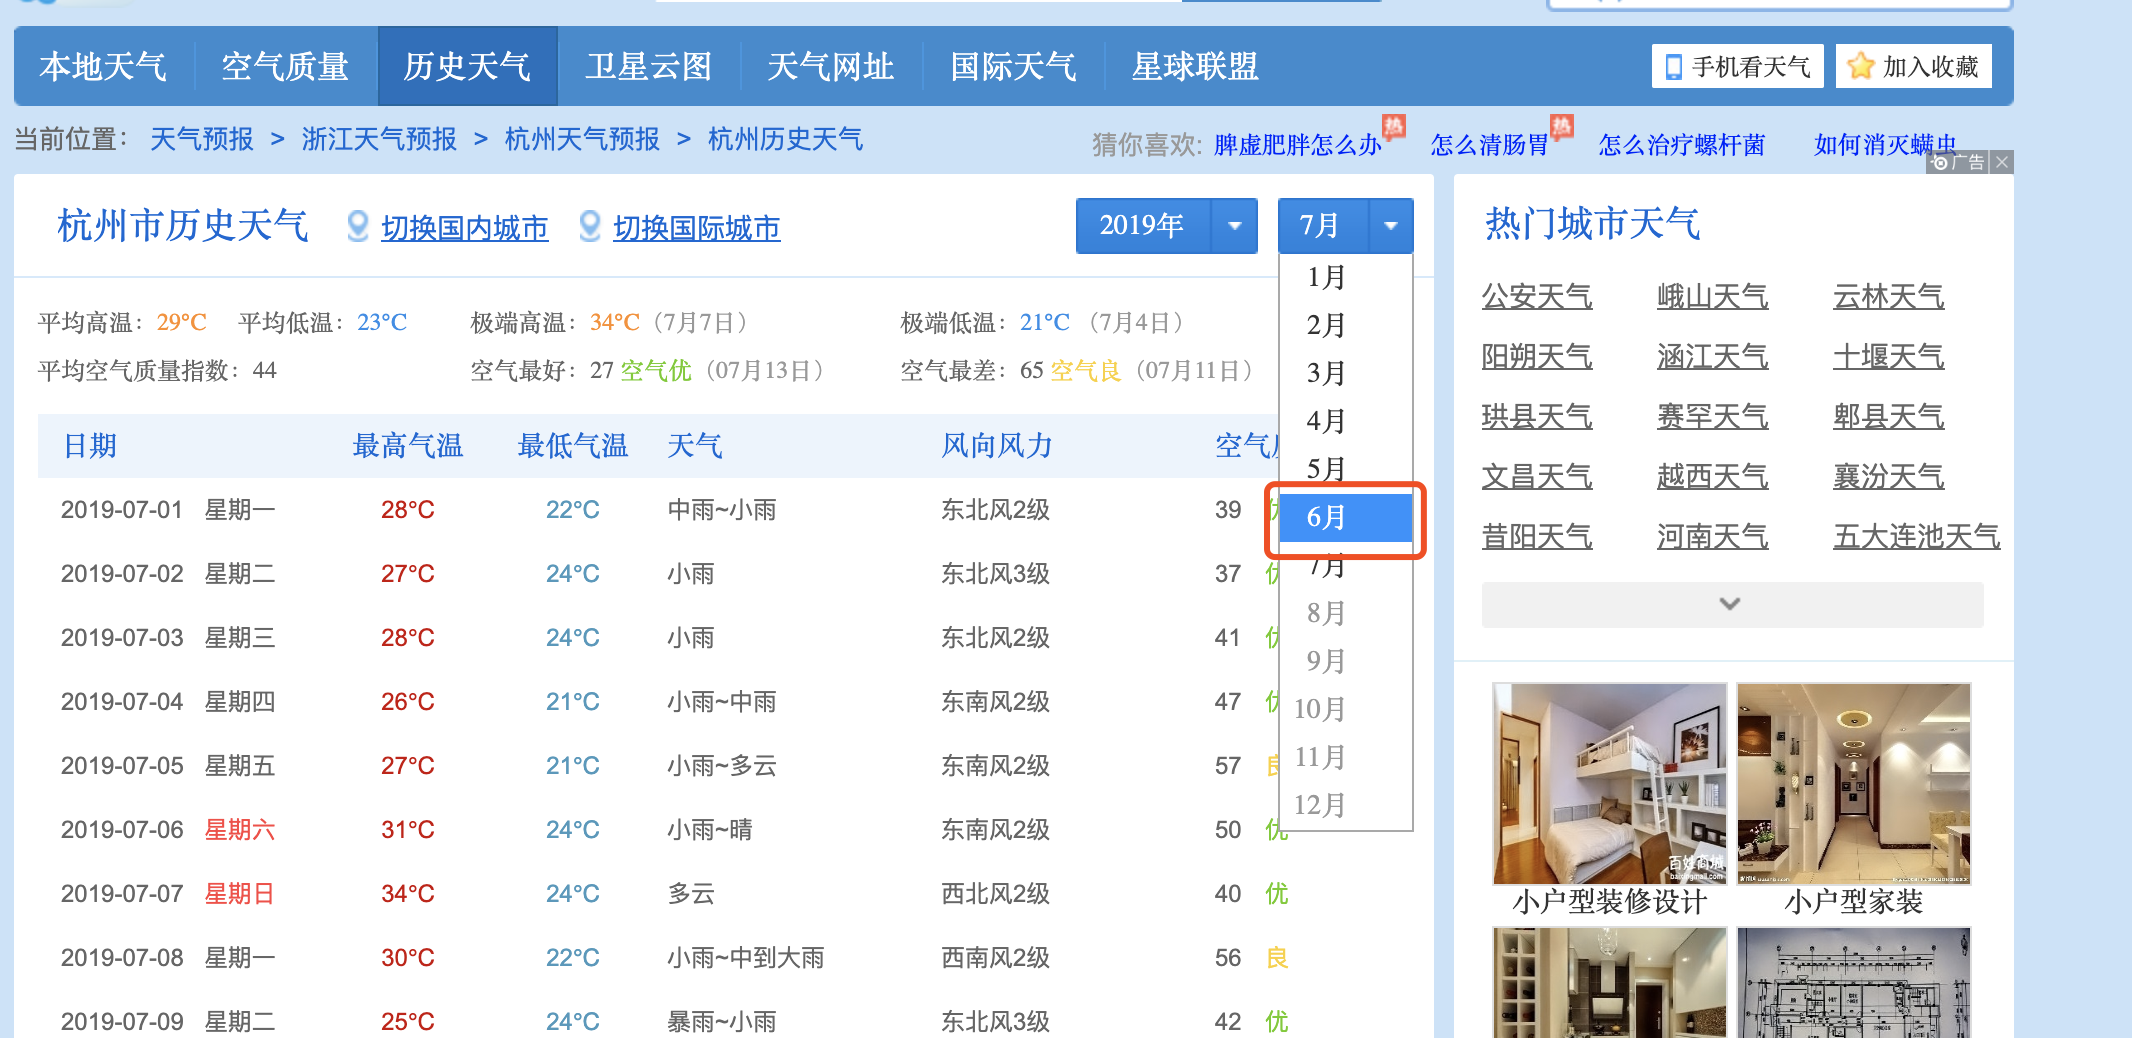 本地天气 空气质量 历史天气 卫星云图 天气网址 国际天气 星球联盟 手机看天气 加入收藏
当前位置： 天气预报 > 浙江天气预报 > 杭州天气预报 > 杭州历史天气
猜你喜欢: 脾虚肥胖怎么办 热 怎么清肠胃 热 怎么治疗螺杆菌 如何消灭螨虫
广告
杭州市历史天气 切换国内城市 切换国际城市 2019年 7月
1月
2月
3月
4月
5月
6月
7月
8月
9月
10月
11月
12月
平均高温：29°C 平均低温：23°C 极端高温：34°C（7月7日） 极端低温：21°C（7月4日）
平均空气质量指数：44 空气最好：27 空气优（07月13日） 空气最差：65 空气良（07月11日）
日期 最高气温 最低气温 天气 风向风力 空气
2019-07-01 星期一 28°C 22°C 中雨~小雨 东北风2级 39 优
2019-07-02 星期二 27°C 24°C 小雨 东北风3级 37 优
2019-07-03 星期三 28°C 24°C 小雨 东北风2级 41 优
2019-07-04 星期四 26°C 21°C 小雨~中雨 东南风2级 47 优
2019-07-05 星期五 27°C 21°C 小雨~多云 东南风2级 57 良
2019-07-06 星期六 31°C 24°C 小雨~晴 东南风2级 50 优
2019-07-07 星期日 34°C 24°C 多云 西北风2级 40 优
2019-07-08 星期一 30°C 22°C 小雨~中到大雨 西南风2级 56 良
2019-07-09 星期二 25°C 24°C 暴雨~小雨 东北风3级 42 优
热门城市天气
公安天气 峨山天气 云林天气
阳朔天气 涵江天气 十堰天气
珙县天气 赛罕天气 郫县天气
文昌天气 越西天气 襄汾天气
昔阳天气 河南天气 五大连池天气
百姓商城
小户型装修设计 小户型家装